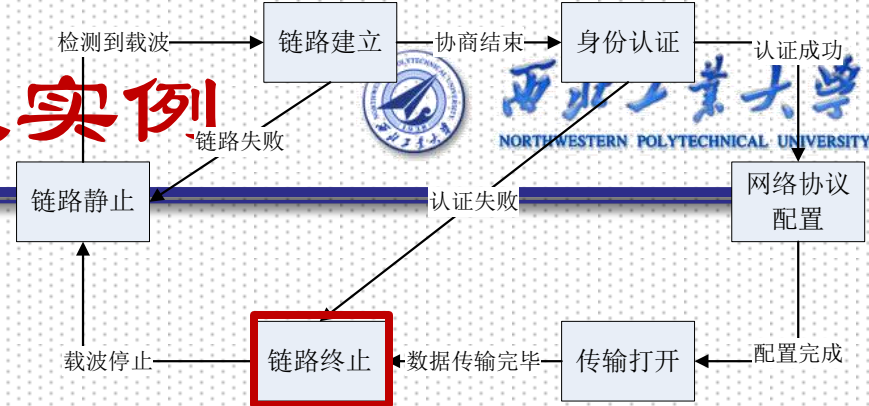 检测到载波
链路建立
协商结束
身份认证
认证成功
实例
西北工业大学
NORTHWESTERN POLYTECHNICAL UNIVERSITY
链路失败
链路静止
认证失败
网络协议
配置
载波停止
链路终止
数据传输完毕
传输打开
配置完成